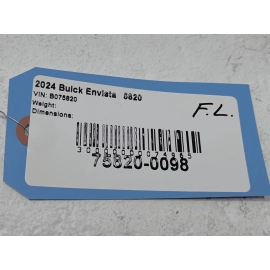 2024 Buick Envista 5820
VIN: B075820
Weight:
Dimensions:
F.L.
75820-0098